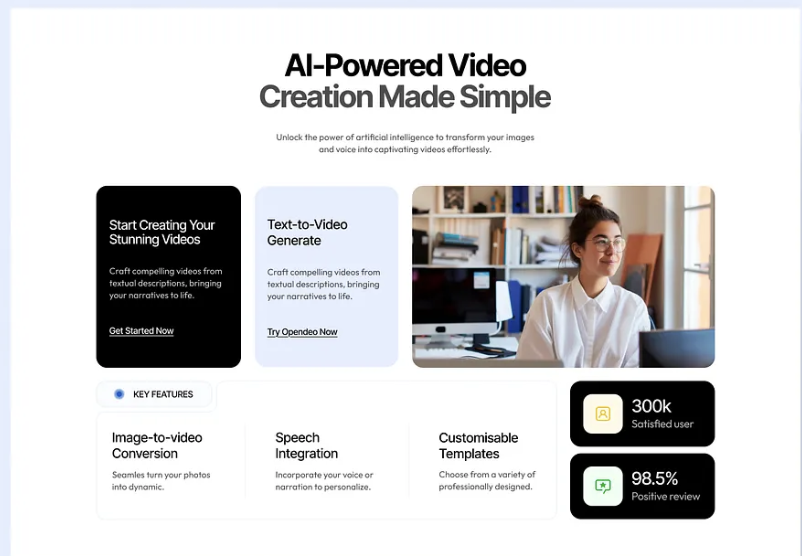 AI-Powered Video
Creation Made Simple
Unlock the power of artificial intelligence to transform your images
and voice into captivating videos effortlessly.
Start Creating Your
Stunning Videos
Craft compelling videos from
textual descriptions, bringing
your narratives to life.
Get Started Now
Text-to-Video
Generate
Craft compelling videos from
textual descriptions, bringing
your narratives to life.
Try Opendeo Now
KEY FEATURES
Image-to-video
Conversion
Seamles turn your photos
into dynamic.
Speech
Integration
Incorporate your voice or
narration to personalize.
Customisable
Templates
Choose from a variety of
professionally designed.
300k
Satisfied user
98.5%
Positive review